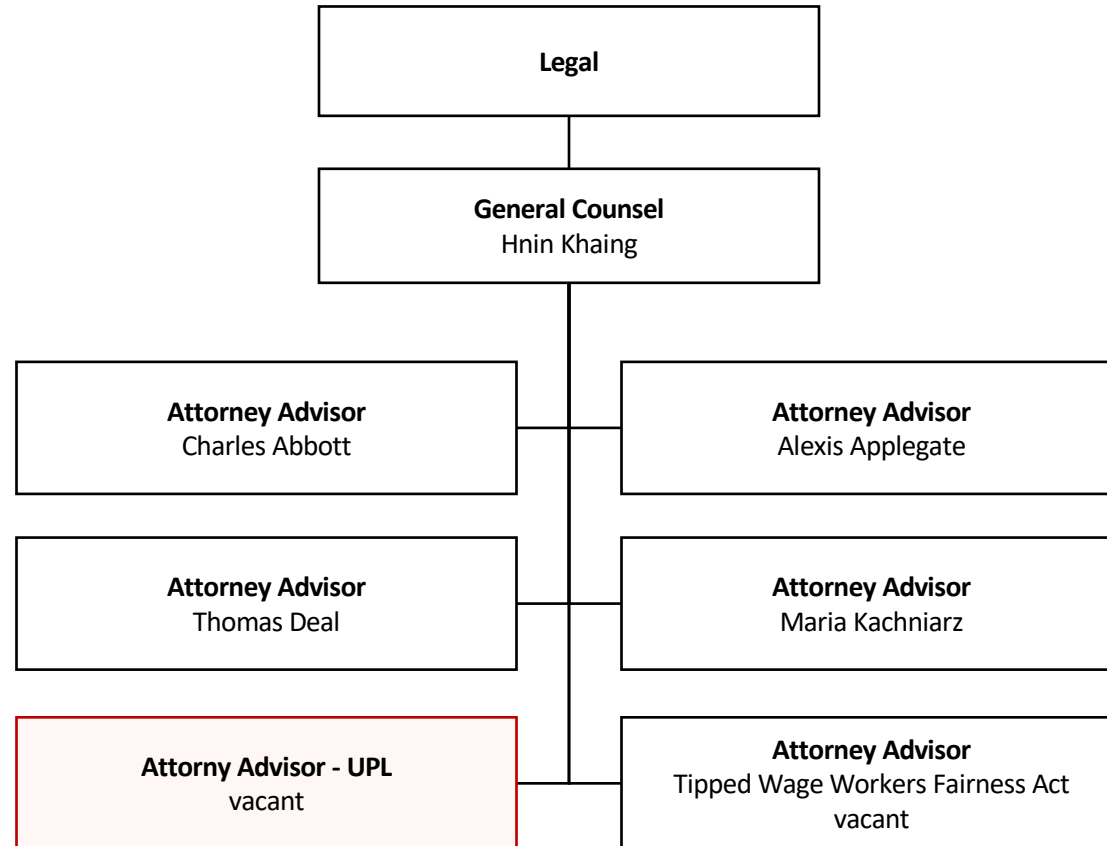 Legal
General Counsel
Hnin Khaing
Attorney Advisor
Charles Abbott
Attorney Advisor
Alexis Applegate
Attorney Advisor
Thomas Deal
Attorney Advisor
Maria Kachniarz
Attorny Advisor - UPL
vacant
Attorney Advisor
Tipped Wage Workers Fairness Act
vacant